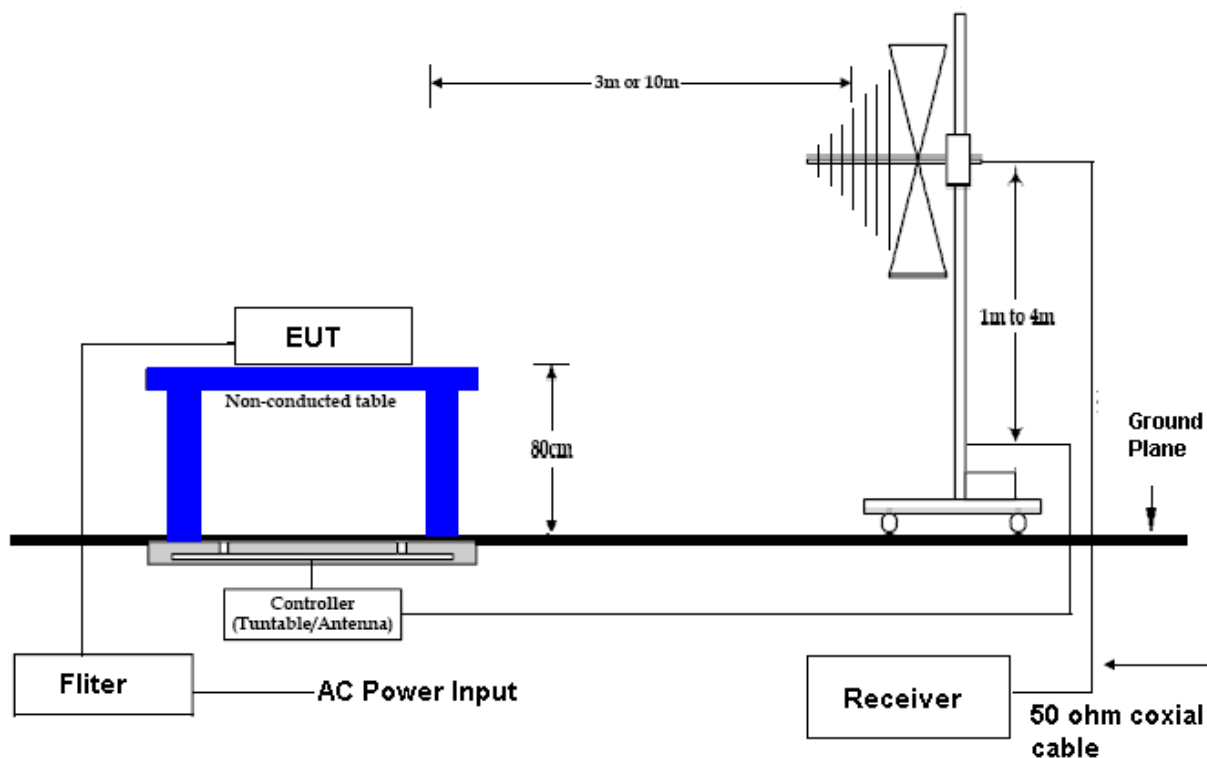 3m or 10m
EUT
Non-conducted table
1m to 4m
80cm
Ground
Plane
Controller
(Tuntable/Antenna)
Fliter
AC Power Input
Receiver
50 ohm coxial
cable